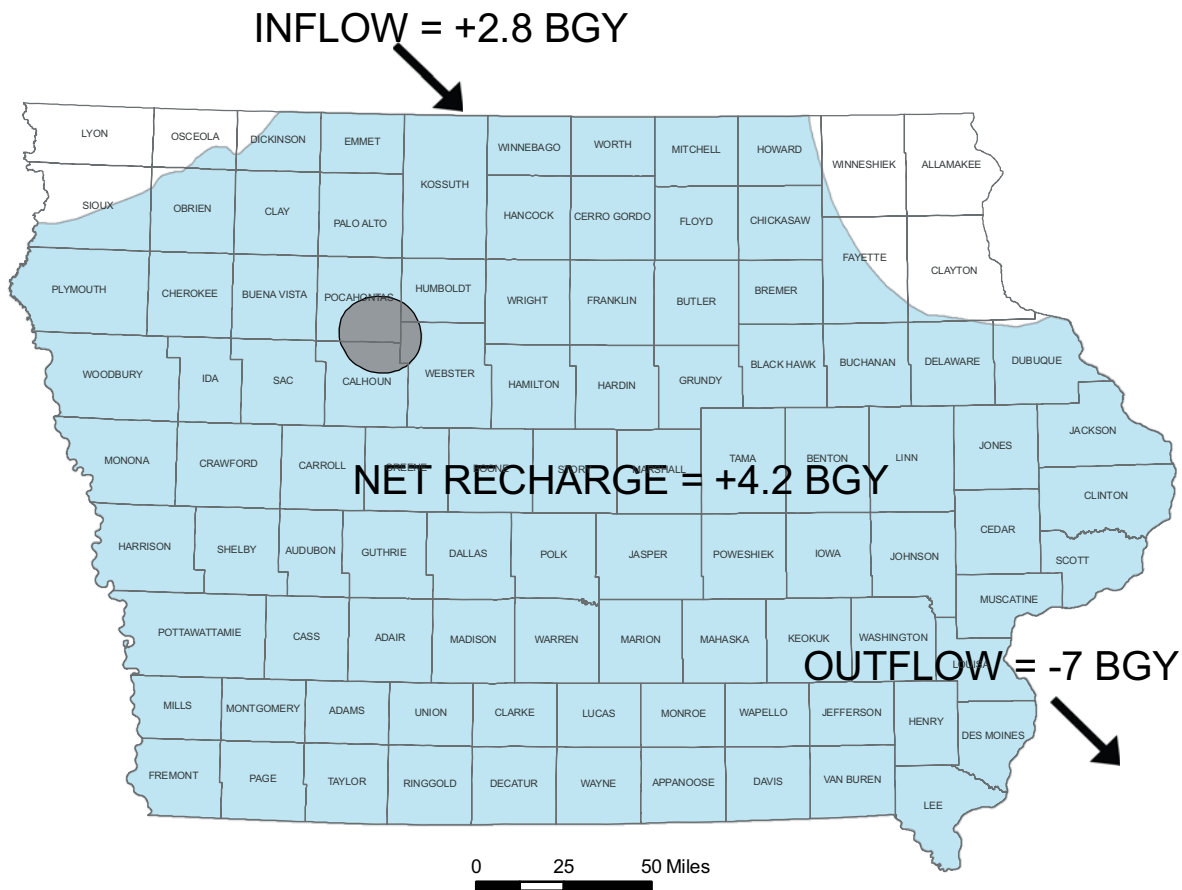 INFLOW = +2.8 BGY
LYON
OSCEOLA
DICKINSON
EMMET
KOSSUTH
WINNEBAGO
WORTH
MITCHELL
HOWARD
WINNESHIEK
ALLAMAKEE
SIOUX
OBRIEN
CLAY
PALO ALTO
HANCOCK
CERRO GORDO
FLOYD
CHICKASAW
FAYETTE
CLAYTON
PLYMOUTH
CHEROKEE
BUENA VISTA
POCAHONTAS
HUMBOLDT
WRIGHT
FRANKLIN
BUTLER
BREMER
WOODBURY
IDA
SAC
CALHOUN
WEBSTER
HAMILTON
HARDIN
GRUNDY
BLACK HAWK
BUCHANAN
DELAWARE
DUBUQUE
MONONA
CRAWFORD
CARROLL
GREENE
BOONE
STORY
MARSHALL
TAMA
BENTON
LINN
JONES
JACKSON
NET RECHARGE = +4.2 BGY
CLINTON
CEDAR
HARRISON
SHELBY
AUDUBON
GUTHRIE
DALLAS
POLK
JASPER
POWESHIEK
IOWA
JOHNSON
SCOTT
MUSCATINE
POTTAWATTAMIE
CASS
ADAIR
MADISON
WARREN
MARION
MAHASKA
KEOKUK
WASHINGTON
LOUISA
OUTFLOW = -7 BGY
MILLS
MONTGOMERY
ADAMS
UNION
CLARKE
LUCAS
MONROE
WAPELLO
JEFFERSON
HENRY
DES MOINES
FREMONT
PAGE
TAYLOR
RINGGOLD
DECATUR
WAYNE
APPANOOSE
DAVIS
VAN BUREN
LEE
0 25 50 Miles